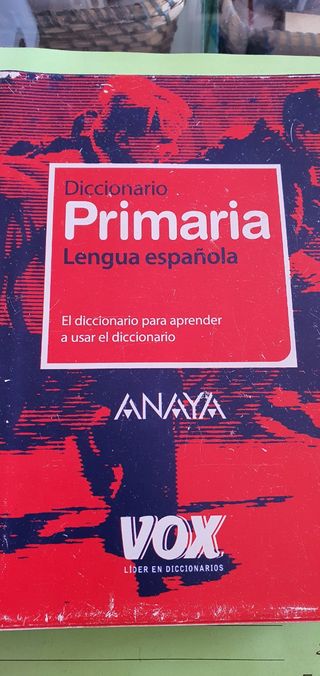 Diccionario
Primaria
Lengua española
El diccionario para aprender
a usar el diccionario
ANAYA
VOX
LÍDER EN DICCIONARIOS